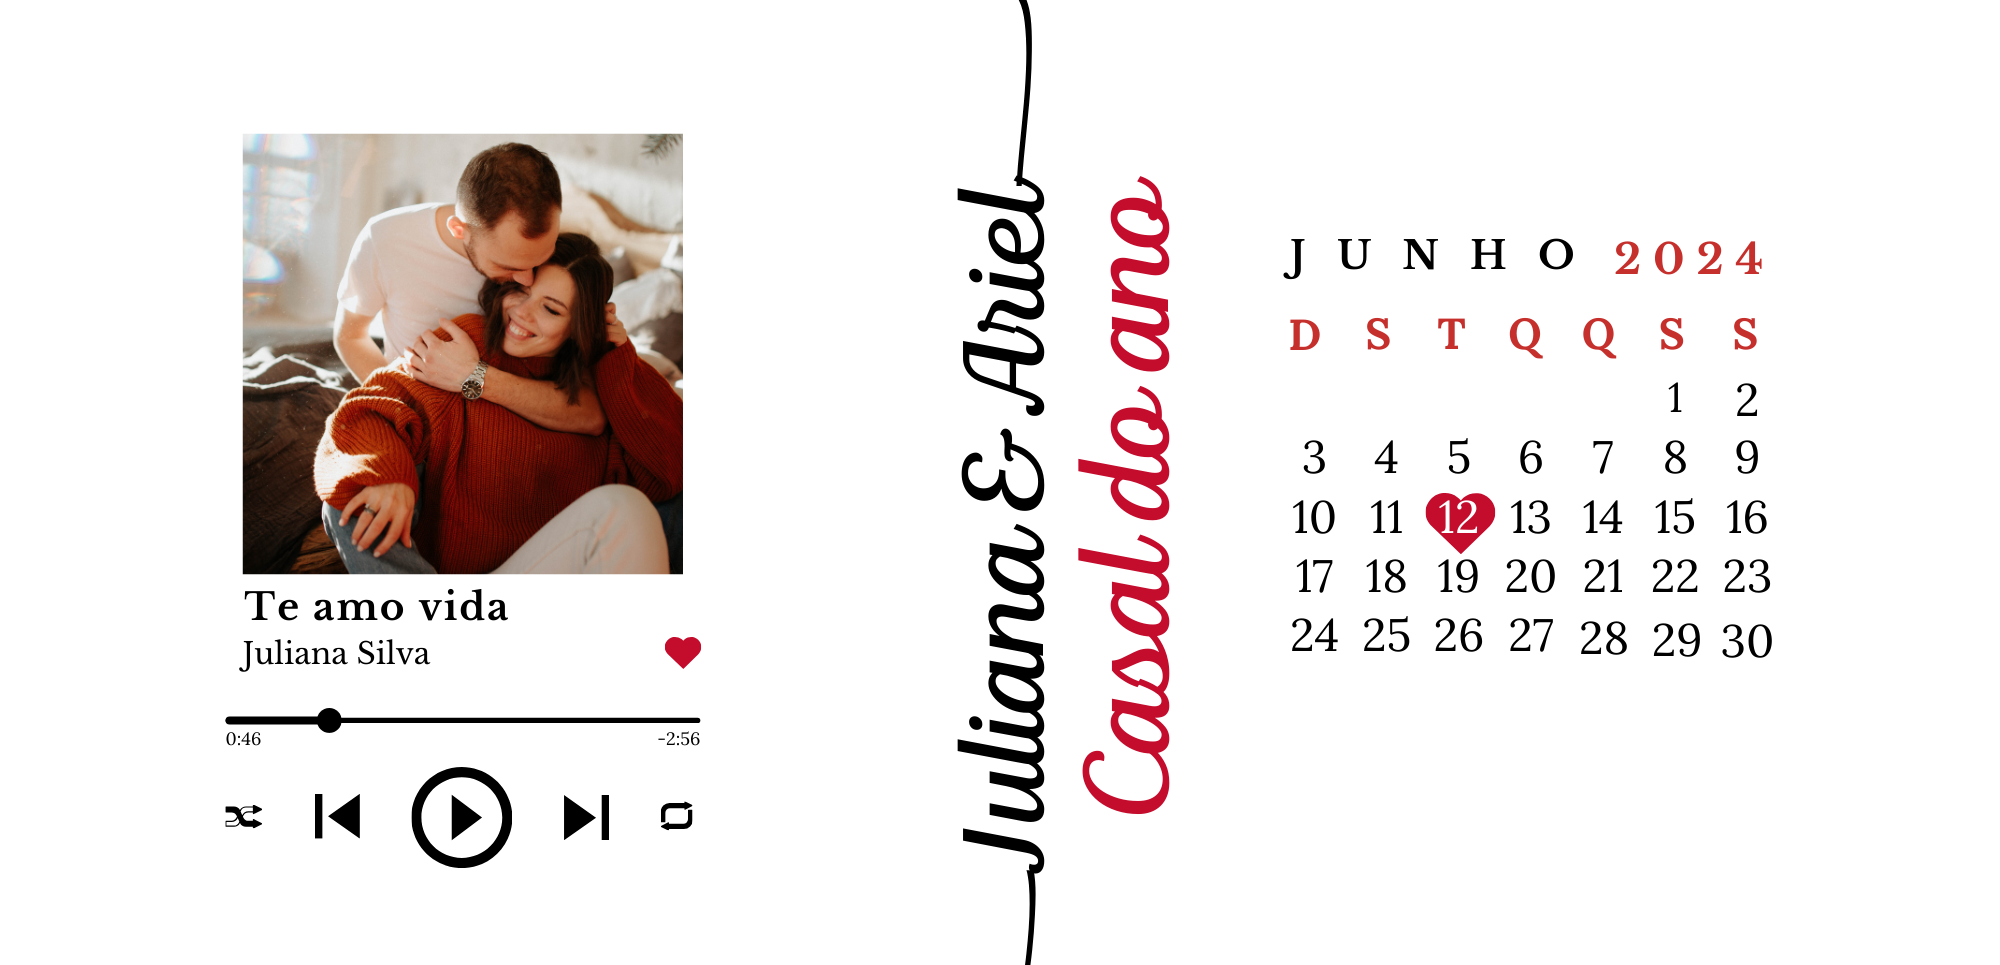 Te amo vida
Juliana Silva
0:46 -2:56
Juliana & Ariel
Casal do ano
JUNHO 2024
D S T Q Q S S
1 2
3 4 5 6 7 8 9
10 11 12 13 14 15 16
17 18 19 20 21 22 23
24 25 26 27 28 29 30